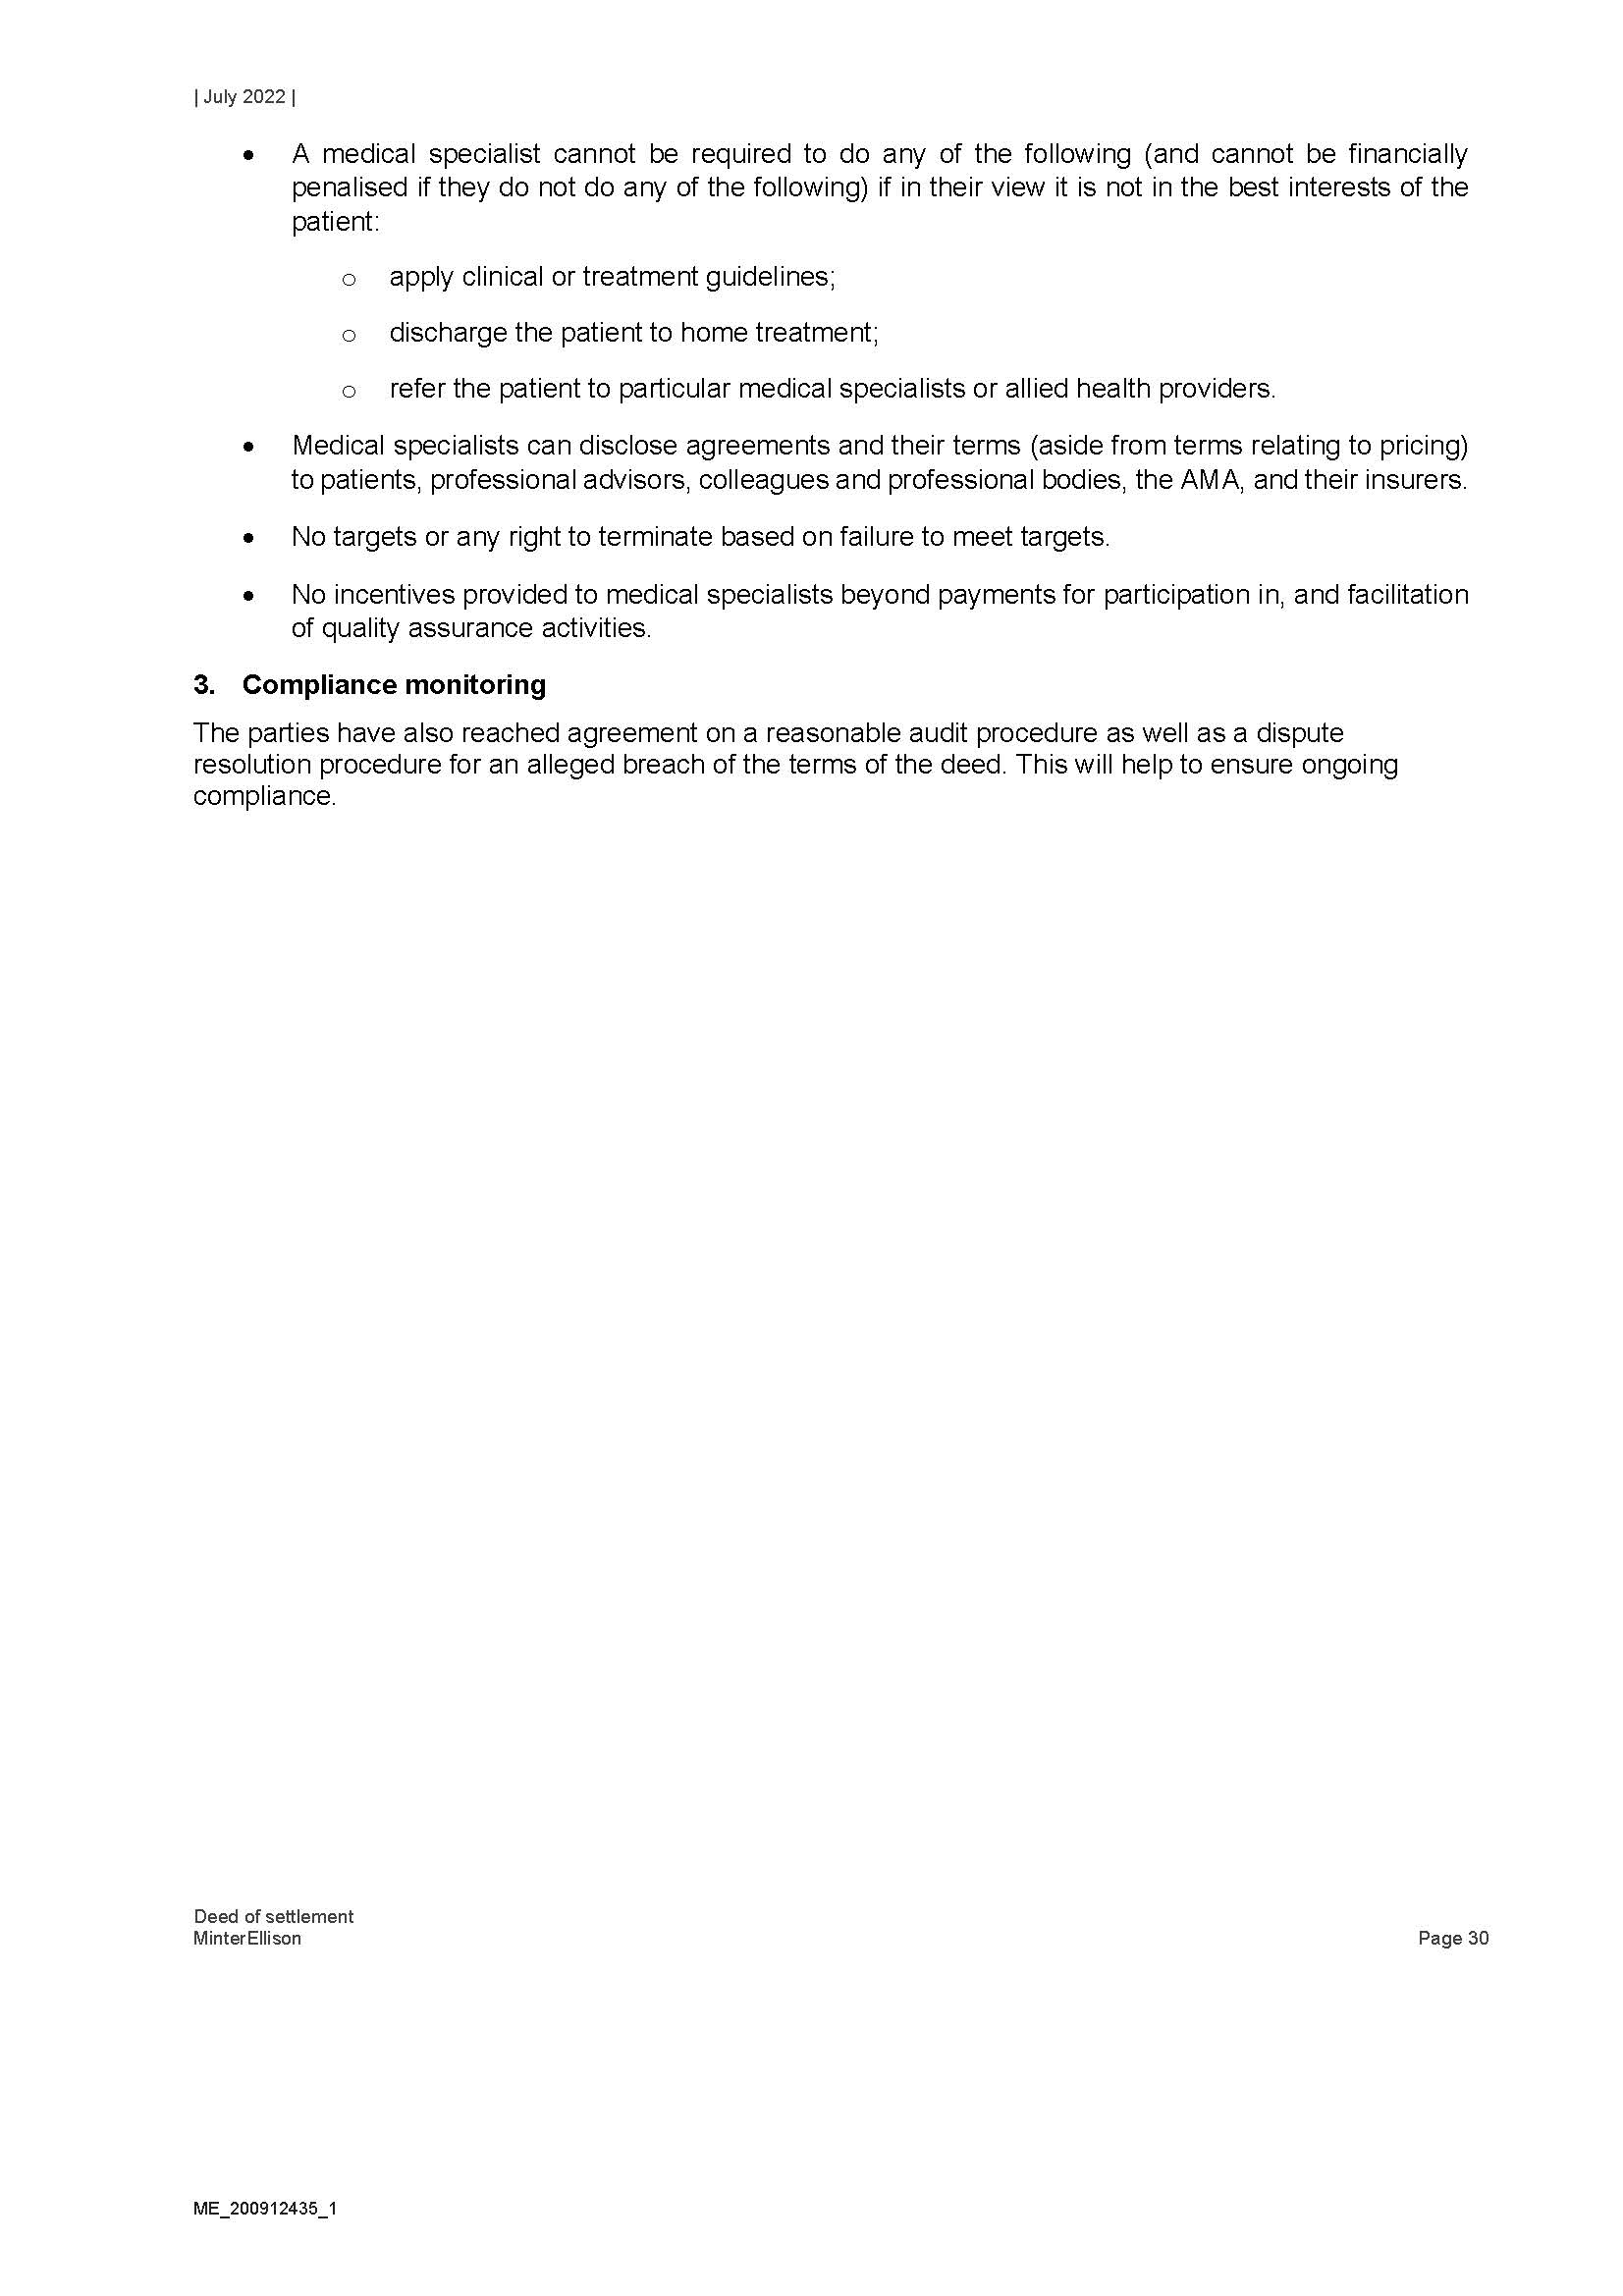 | July 2022 |
• A medical specialist cannot be required to do any of the following (and cannot be financially
penalised if they do not do any of the following) if in their view it is not in the best interests of the
patient:
o apply clinical or treatment guidelines;
o discharge the patient to home treatment;
o refer the patient to particular medical specialists or allied health providers.
• Medical specialists can disclose agreements and their terms (aside from terms relating to pricing)
to patients, professional advisors, colleagues and professional bodies, the AMA, and their insurers.
• No targets or any right to terminate based on failure to meet targets.
• No incentives provided to medical specialists beyond payments for participation in, and facilitation
of quality assurance activities.
3. Compliance monitoring
The parties have also reached agreement on a reasonable audit procedure as well as a dispute
resolution procedure for an alleged breach of the terms of the deed. This will help to ensure ongoing
compliance.
Deed of settlement
MinterEllison
Page 30
ME_200912435_1